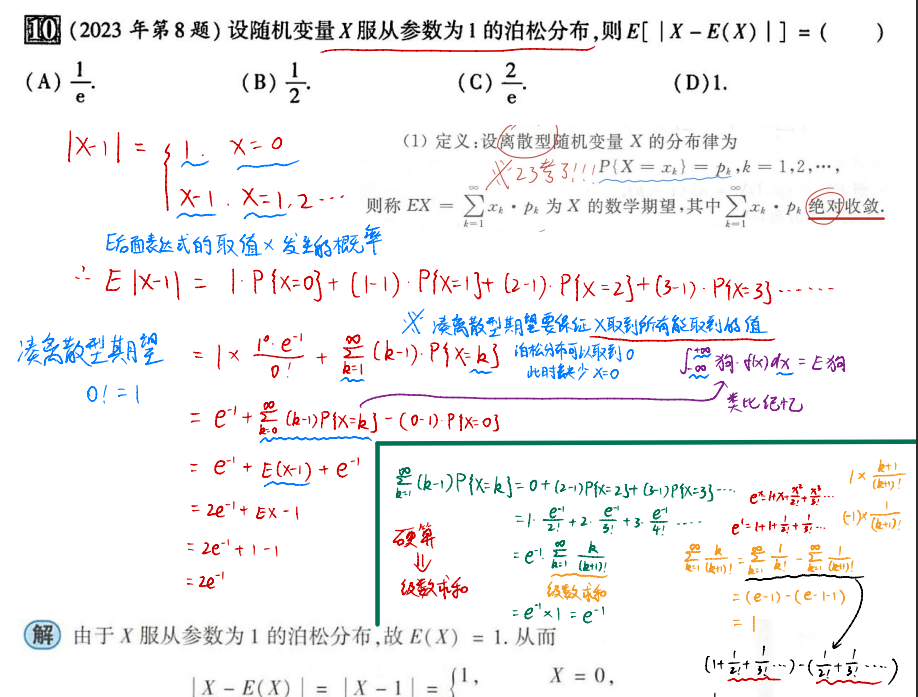 10 (2023 年第 8 题) 设随机变量 X 服从参数为 1 的泊松分布,则 E[ |X - E(X)| ] = (      )
(A) 1/e.    (B) 1/2.    (C) 2/e.    (D) 1.
|X-1| = { 1. X=0
X-1. X=1,2⋯
(1) 定义:设离散型随机变量 X 的分布律为
※ 23考了!!! P{X = x_k} = p_k, k = 1,2,⋯,
则称 EX = ∑_{k=1}^{∞} x_k · p_k 为 X 的数学期望,其中 ∑_{k=1}^{∞} x_k · p_k 绝对收敛.
E后面表达式的取值 × 发生的概率
∴ E|X-1| = 1·P{X=0} + (1-1)·P{X=1} + (2-1)·P{X=2} + (3-1)·P{X=3} ⋯⋯
※ 凑离散型期望要保证 X取到所有能取到的值
凑离散型期望
0! = 1
= 1 × 1^0·e^{-1}/0! + ∑_{k=1}^{∞} (k-1)·P{X=k}
泊松分布可以取到 0
此时缺少 X=0
∫_{-∞}^{+∞} 狗·f(x)dx = E狗
类比记忆
= e^{-1} + ∑_{k=0}^{∞} (k-1)P{X=k} - (0-1)·P{X=0}
= e^{-1} + E(X-1) + e^{-1}
= 2e^{-1} + EX - 1
= 2e^{-1} + 1 - 1
= 2e^{-1}
∑_{k=1}^{∞} (k-1)P{X=k} = 0 + (2-1)P{X=2} + (3-1)P{X=3} ⋯
= 1· e^{-1}/2! + 2· e^{-1}/3! + 3· e^{-1}/4! ⋯⋯
= e^{-1}· ∑_{k=1}^{∞} k/(k+1)!
级数求和
= e^{-1} × 1 = e^{-1}
硬算
⇓
级数求和
e^x = 1+x+x²/2!+x³/3!⋯
e^1 = 1+1+1/2!+1/3!⋯
1 × (k+1)/(k+1)!
(-1)× 1/(k+1)!
∑_{k=1}^{∞} k/(k+1)! = ∑_{k=1}^{∞} 1/k! - ∑_{k=1}^{∞} 1/(k+1)!
= (e-1) - (e-1-1)
= 1
(1+1/2!+1/3!⋯) - (1/2!+1/3!⋯⋯)
解 由于 X 服从参数为 1 的泊松分布,故 E(X) = 1. 从而
|X - E(X)| = |X - 1| = { 1,    X = 0,